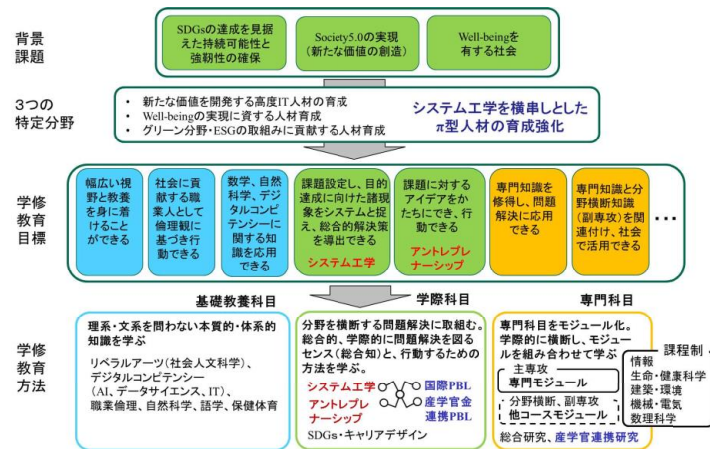 背景
課題
SDGsの達成を見据
えた持続可能性と
強靭性の確保
Society5.0の実現
(新たな価値の創造)
Well-beingを
有する社会
3つの
特定分野
• 新たな価値を開発する高度IT人材の育成
• Well-beingの実現に資する人材育成
• グリーン分野・ESGの取組みに貢献する人材育成
システム工学を横串とした
π型人材の育成強化
学修
教育
目標
幅広い視
野と教養
を身に着け
ることが
できる
社会に貢
献する職
業人として
倫理観に
基づき行動
できる
数学、自然
科学、デジ
タルコンピ
テンシーに
関する知
識を応用
できる
課題設定し、目的
達成に向けた諸現
象をシステムと捉
え、総合的解決策
を導出できる
システム工学
課題に対する
アイデアをか
たちにでき、行
動できる
アントレプレ
ナーシップ
専門知識を
修得し、問題
解決に応用
できる
専門知識と分
野横断知識
(副専攻)を関
連付け、社会
で活用できる
•••
学修
教育
方法
基礎教養科目
理系・文系を問わない本質的・体系的
知識を学ぶ
リベラルアーツ(社会人文科学)、
デジタルコンピテンシー
(AI、データサイエンス、IT)、
職業倫理、自然科学、語学、保健体育
学際科目
分野を横断する問題解決に取組む。
総合的、学際的に問題解決を図る
センス(総合知)と、行動するための
方法を学ぶ。
システム工学
アントレプレ
ナーシップ
国際PBL
産学官金
連携PBL
SDGs・キャリアデザイン
専門科目
専門科目をモジュール化。
学際的に横断し、モジュー
ルを組み合わせて学ぶ
主専攻
専門モジュール
分野横断、副専攻
他コースモジュール
総合研究、産学官連携研究
課程制
情報
生命・健康科学
建築・環境
機械・電気
数理科学